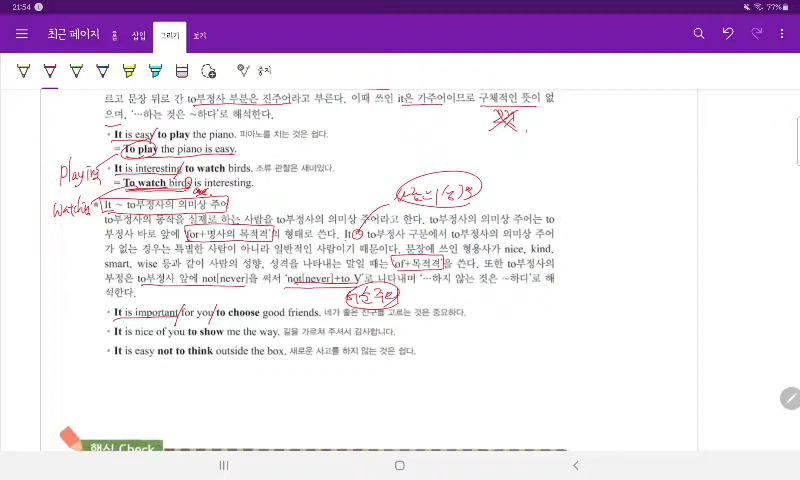 21:54
77%
최근 페이지 홈 삽입 그리기 보기
중지
르고 문장 뒤로 간 to부정사 부분은 진주어라고 부른다. 이때 쓰인 it은 가주어이므로 구체적인 뜻이 없
으며, ‘…하는 것은 ~하다’로 해석한다.
• It is easy to play the piano. 피아노를 치는 것은 쉽다.
= To play the piano is easy.
playing
• It is interesting to watch birds. 소류 관찰은 새미있다.
= To watch birds is interesting.
It ~ to부정사의 의미상 주어
to부정사의 동작을 실제로 하는 사람을 to부정사의 의미상 주어라고 한다. to부정사의 의미상 주어는 to
부정사 바로 앞에 ‘for+명사의 목적격’의 형태로 쓴다. It ~ to부정사 구문에서 to부정사의 의미상 주어
가 없는 경우는 특별한 사람이 아니라 일반적인 사람이기 때문이다. 문장에 쓰인 형용사가 nice, kind,
smart, wise 등과 같이 사람의 성향, 성격을 나타내는 말일 때는 ‘of+목적격’을 쓴다. 또한 to부정사의
부정은 to부정사 앞에 not[never]을 써서 ‘not[never]+to V’로 나타내며 ‘…하지 않는 것은 ~하다’로 해
석한다.
• It is important for you to choose good friends. 네가 좋은 친구를 고르는 것은 중요하다.
• It is nice of you to show me the way. 길을 가르쳐 주셔서 감사합니다.
• It is easy not to think outside the box. 새로운 사고를 하지 않는 것은 쉽다.
핵심 Check